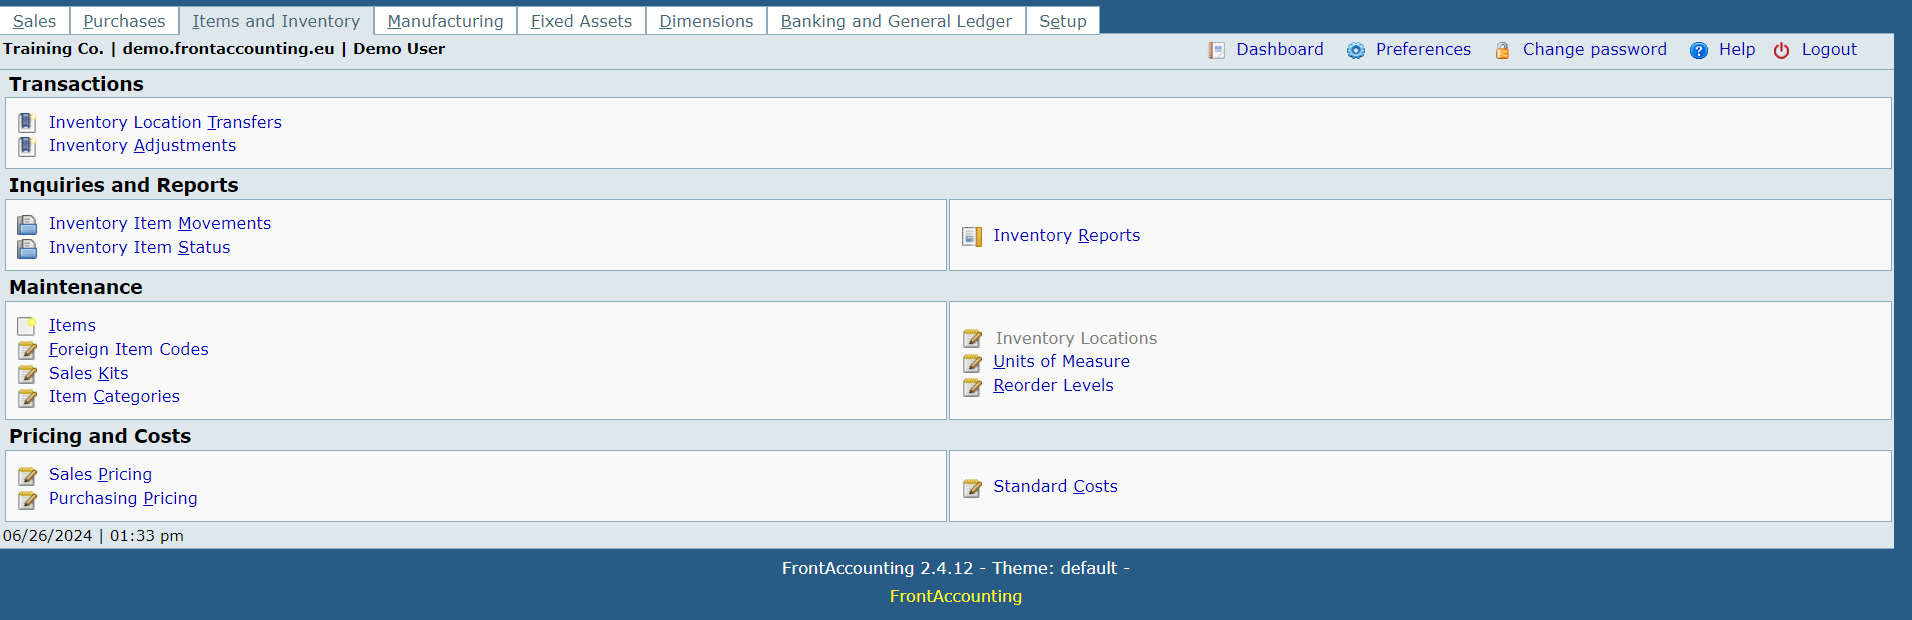 Sales Purchases Items and Inventory Manufacturing Fixed Assets Dimensions Banking and General Ledger Setup
Training Co. | demo.frontaccounting.eu | Demo User Dashboard Preferences Change password Help Logout
Transactions
Inventory Location Transfers
Inventory Adjustments
Inquiries and Reports
Inventory Item Movements
Inventory Item Status
Inventory Reports
Maintenance
Items
Foreign Item Codes
Sales Kits
Item Categories
Inventory Locations
Units of Measure
Reorder Levels
Pricing and Costs
Sales Pricing
Purchasing Pricing
Standard Costs
06/26/2024 | 01:33 pm
FrontAccounting 2.4.12 - Theme: default -
FrontAccounting